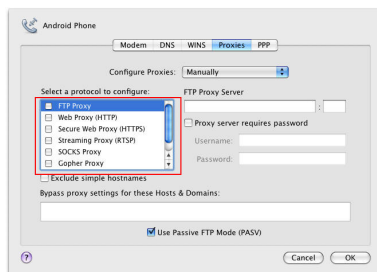 Android Phone
Modem DNS WINS Proxies PPP
Configure Proxies: Manually
Select a protocol to configure: FTP Proxy Server
FTP Proxy
Web Proxy (HTTP)
Secure Web Proxy (HTTPS)
Streaming Proxy (RTSP)
SOCKS Proxy
Gopher Proxy
:
Proxy server requires password
Username:
Password:
Exclude simple hostnames
Bypass proxy settings for these Hosts & Domains:
Use Passive FTP Mode (PASV)
? Cancel OK